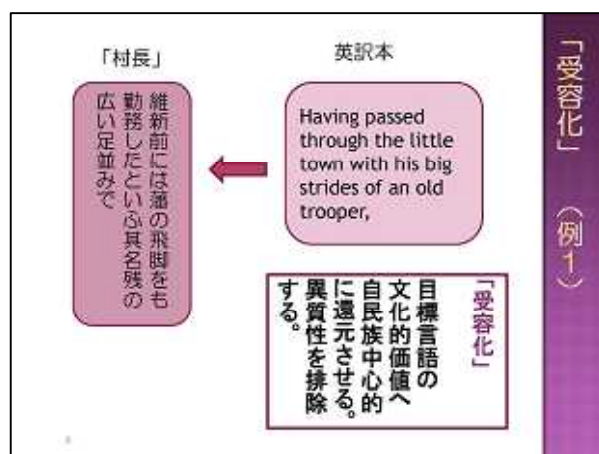 「受容化」　（例１）
英訳本
Having passed
through the little
town with his big
strides of an old
trooper,
「村長」
維新前には藩の飛脚をも
勤務したといふ其名残の
広い足並みで
「受容化」
目標言語の
文化的価値へ
自民族中心的
に還元させる。
異質性を排除
する。